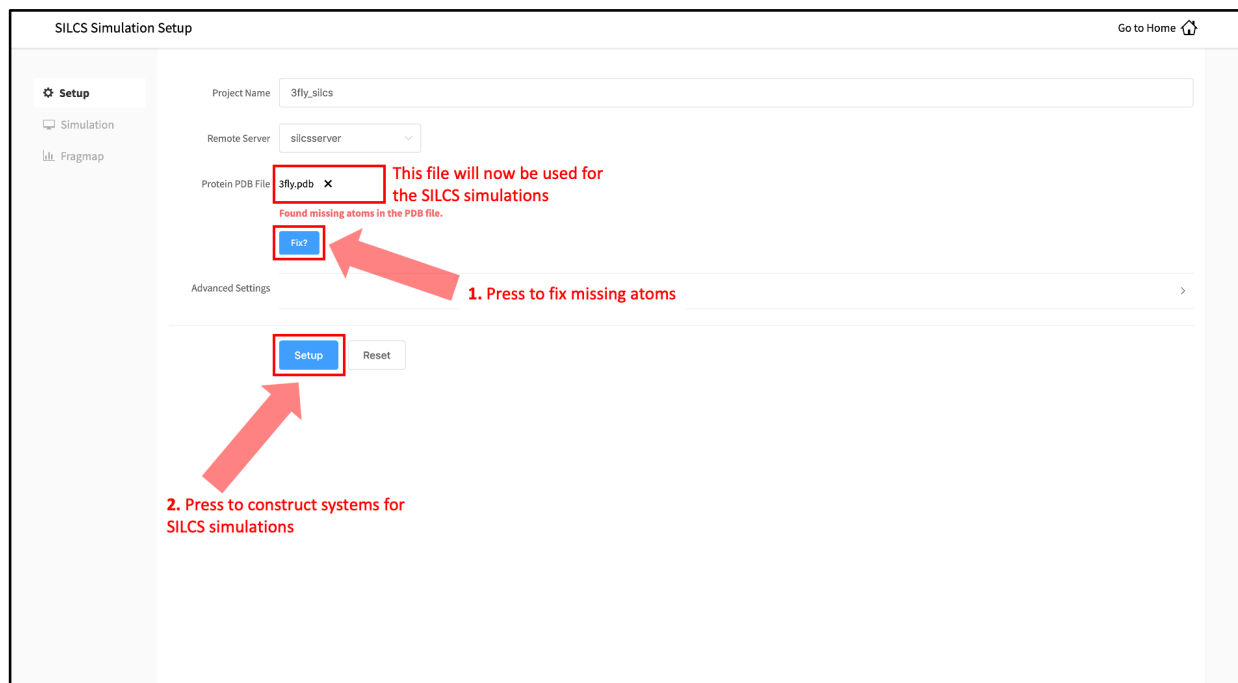 SILCS Simulation Setup
Go to Home
Setup
Simulation
Fragmap
Project Name
3fly_silcs
Remote Server
silcsserver
Protein PDB File
3fly.pdb ×
This file will now be used for
the SILCS simulations
Found missing atoms in the PDB file.
Fix?
1. Press to fix missing atoms
Advanced Settings
Setup
Reset
2. Press to construct systems for
SILCS simulations